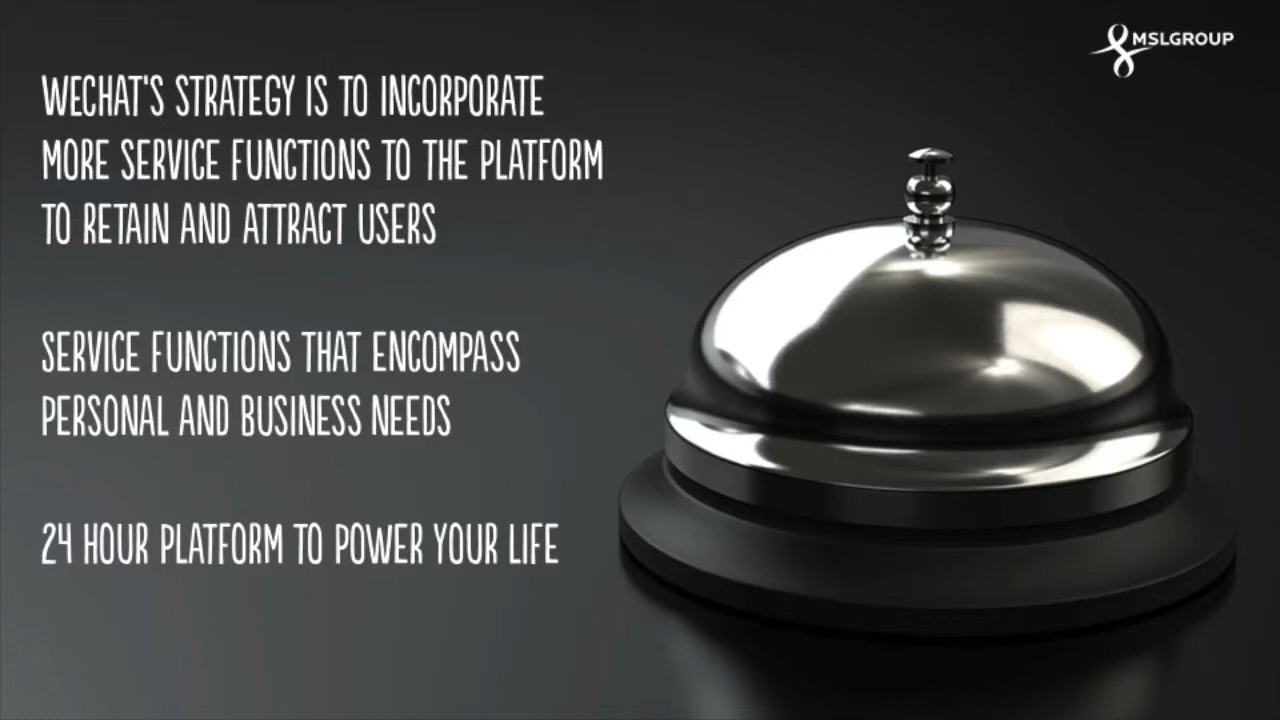 MSLGROUP
WECHAT'S STRATEGY IS TO INCORPORATE
MORE SERVICE FUNCTIONS TO THE PLATFORM
TO RETAIN AND ATTRACT USERS
SERVICE FUNCTIONS THAT ENCOMPASS
PERSONAL AND BUSINESS NEEDS
24 HOUR PLATFORM TO POWER YOUR LIFE